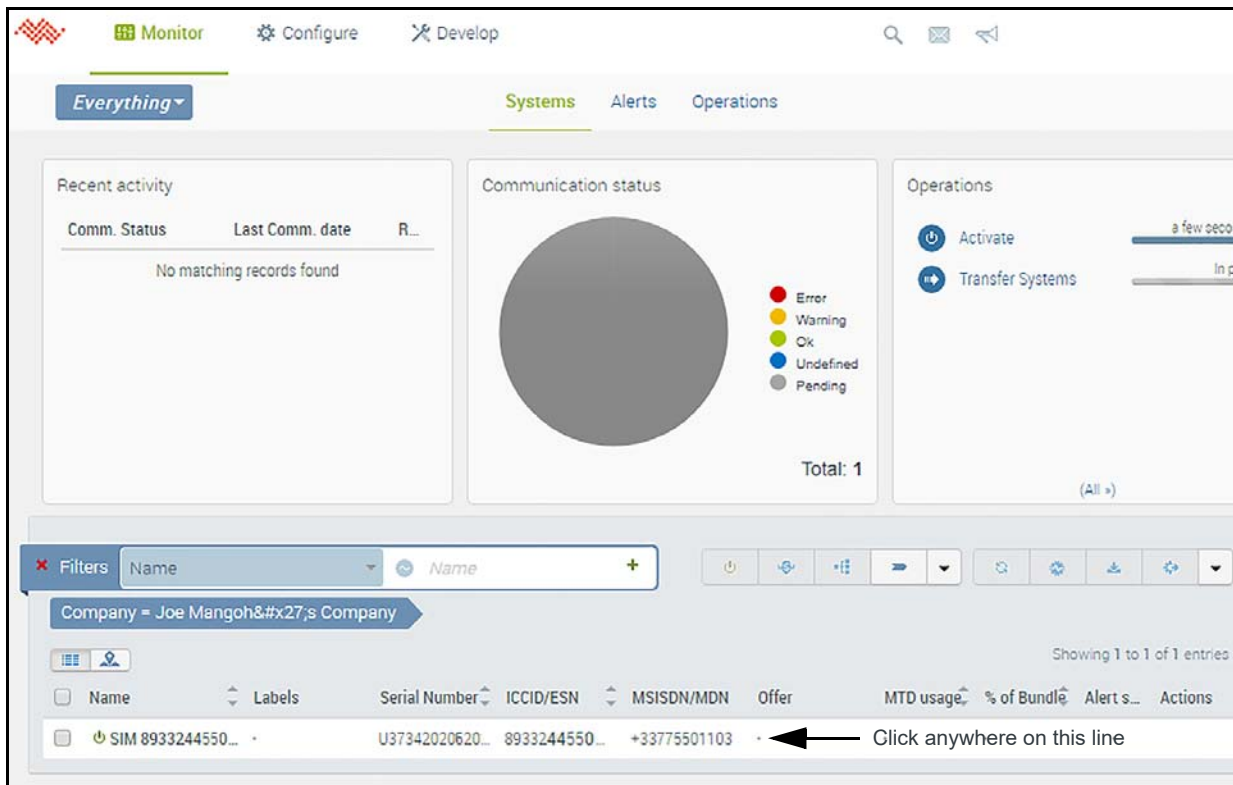 Monitor Configure Develop
Everything
Systems Alerts Operations
Recent activity
Comm. Status Last Comm. date R...
No matching records found
Communication status
Error
Warning
Ok
Undefined
Pending
Total: 1
Operations
Activate a few seco
Transfer Systems In p
(All »)
Filters Name Name
Company = Joe Mangoh&#x27;s Company
Showing 1 to 1 of 1 entries
Name Labels Serial Number ICCID/ESN MSISDN/MDN Offer MTD usage % of Bundle Alert s... Actions
SIM 8933244550... - U37342020620... 8933244550... +33775501103 - Click anywhere on this line